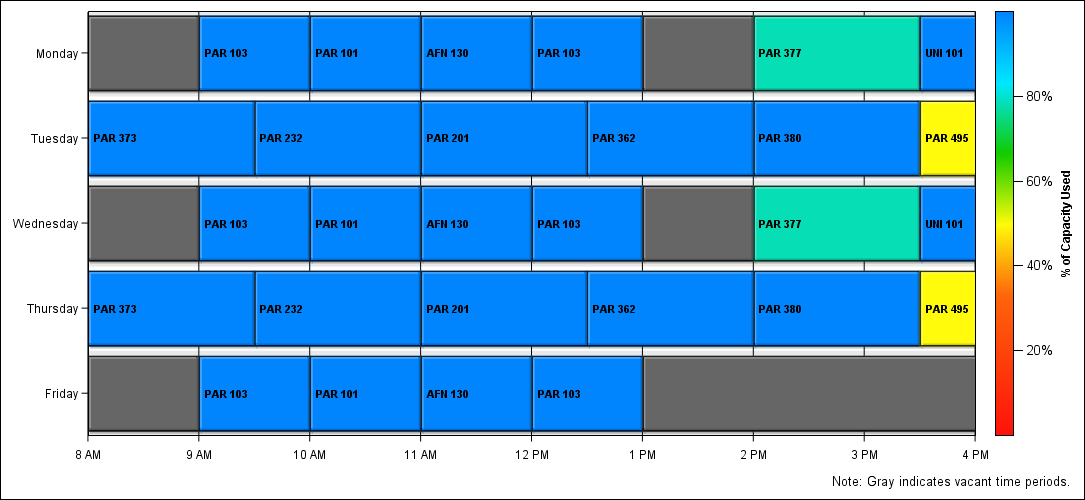 Monday PAR 103 PAR 101 AFN 130 PAR 103 PAR 377 UNI 101
Tuesday PAR 373 PAR 232 PAR 201 PAR 362 PAR 380 PAR 495
Wednesday PAR 103 PAR 101 AFN 130 PAR 103 PAR 377 UNI 101
Thursday PAR 373 PAR 232 PAR 201 PAR 362 PAR 380 PAR 495
Friday PAR 103 PAR 101 AFN 130 PAR 103
8 AM 9 AM 10 AM 11 AM 12 PM 1 PM 2 PM 3 PM 4 PM
80%
60%
40%
20%
% of Capacity Used
Note: Gray indicates vacant time periods.